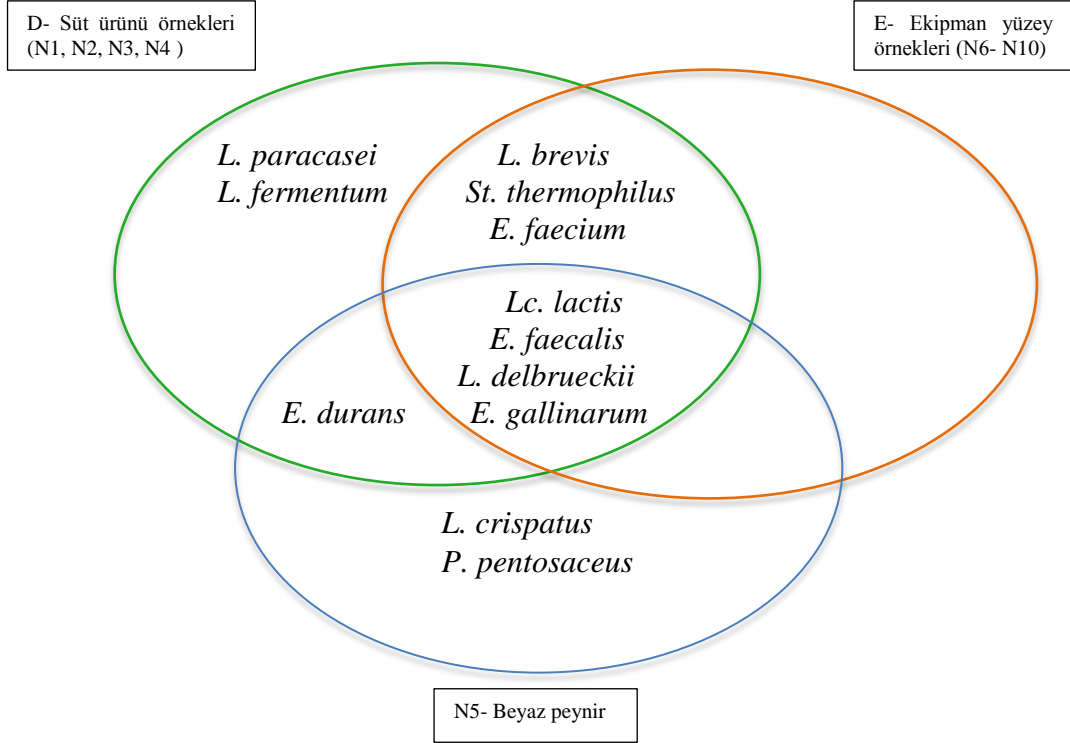 D- Süt ürünü örnekleri
(N1, N2, N3, N4 )
E- Ekipman yüzey
örnekleri (N6- N10)
L. paracasei
L. fermentum
L. brevis
St. thermophilus
E. faecium
Lc. lactis
E. faecalis
L. delbrueckii
E. durans
E. gallinarum
L. crispatus
P. pentosaceus
N5- Beyaz peynir